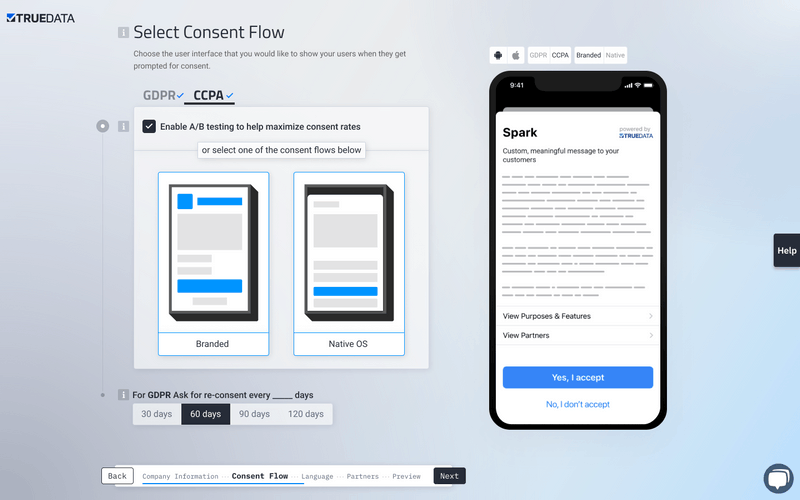 TRUEDATA
Select Consent Flow
Choose the user interface that you would like to show your users when they get
prompted for consent.
GDPR CCPA
Enable A/B testing to help maximize consent rates
or select one of the consent flows below
Branded
Native OS
For GDPR Ask for re-consent every _____ days
30 days 60 days 90 days 120 days
Back Company Information Consent Flow Language Partners Preview Next
GDPR CCPA Branded Native
9:41
Spark
powered by
TRUEDATA
Custom, meaningful message to your
customers
View Purposes & Features
View Partners
Yes, I accept
No, I don't accept
Help